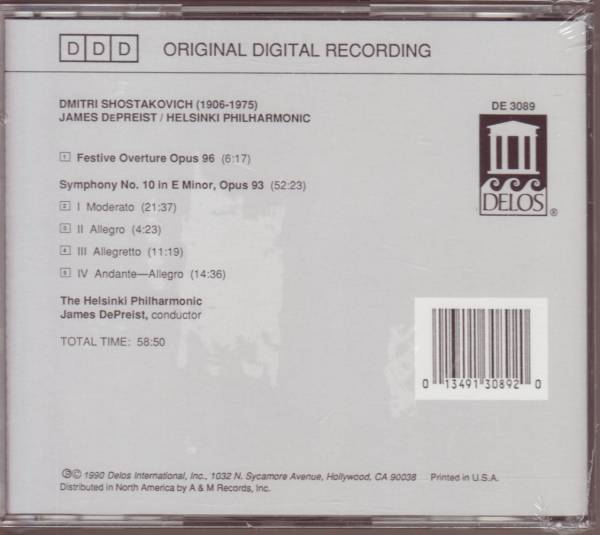 D D D ORIGINAL DIGITAL RECORDING
DMITRI SHOSTAKOVICH (1906-1975)
JAMES DEPREIST / HELSINKI PHILHARMONIC
DE 3089
1 Festive Overture Opus 96 (6:17)
Symphony No. 10 in E Minor, Opus 93 (52:23)
2 I Moderato (21:37)
3 II Allegro (4:23)
4 III Allegretto (11:19)
5 IV Andante—Allegro (14:36)
DELOS ®
The Helsinki Philharmonic
James DePreist, conductor
TOTAL TIME: 58:50
0 13491 30892 0
℗© 1990 Delos International, Inc., 1032 N. Sycamore Avenue, Hollywood, CA 90038 Printed in U.S.A.
Distributed in North America by A & M Records, Inc.